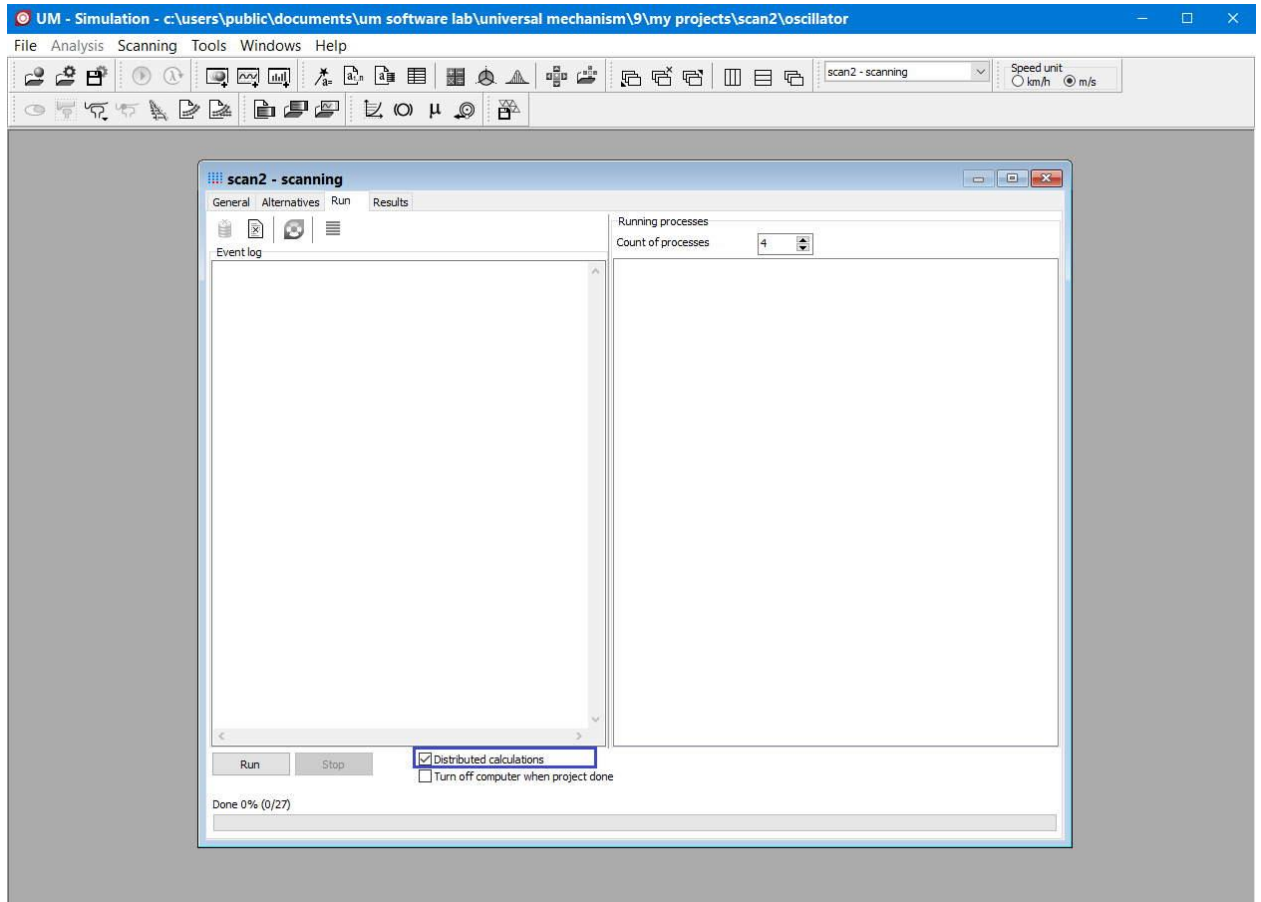 UM - Simulation - c:\users\public\documents\um software lab\universal mechanism\9\my projects\scan2\oscillator
File Analysis Scanning Tools Windows Help
scan2 - scanning
Speed unit
km/h m/s
scan2 - scanning
General Alternatives Run Results
Event log
Running processes
Count of processes 4
Run Stop
Distributed calculations
Turn off computer when project done
Done 0% (0/27)